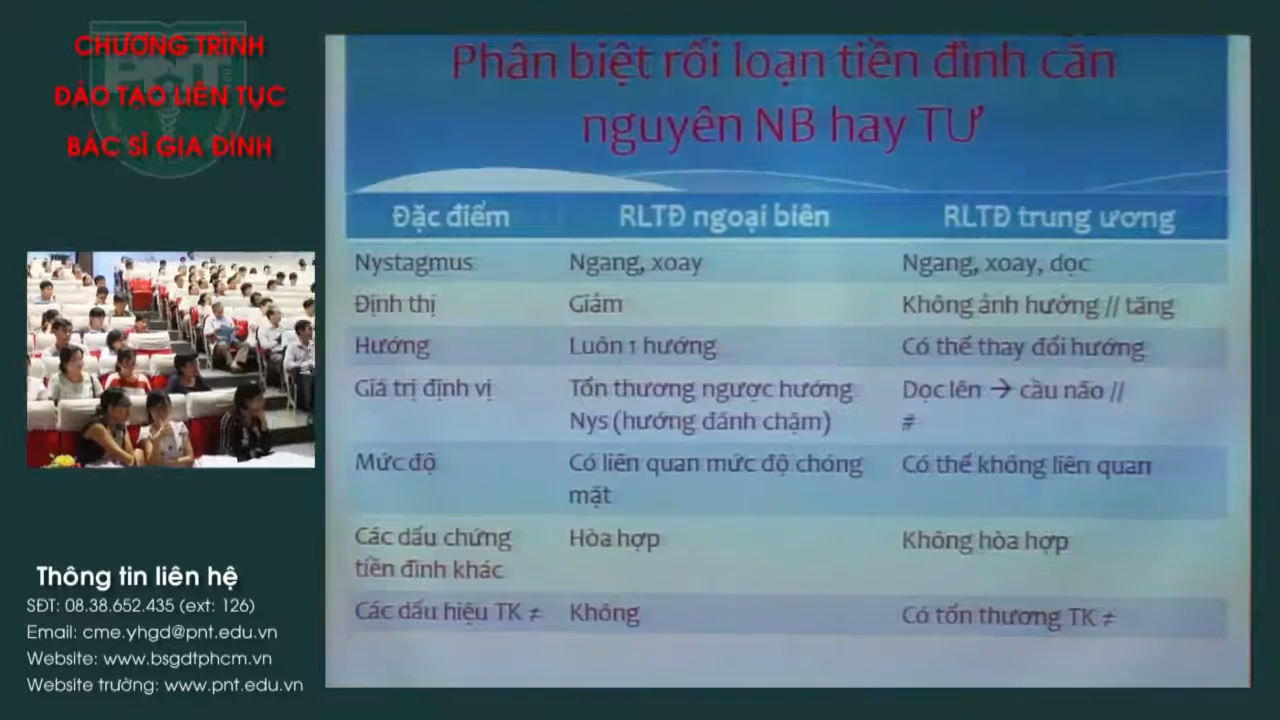 CHƯƠNG TRÌNH
ĐÀO TẠO LIÊN TỤC
BÁC SĨ GIA ĐÌNH
PNT
Phân biệt rối loạn tiền đình căn
nguyên NB hay TƯ
Đặc điểm RLTĐ ngoại biên RLTĐ trung ương
Nystagmus Ngang, xoay Ngang, xoay, dọc
Định thị Giảm Không ảnh hưởng // tăng
Hướng Luôn 1 hướng Có thể thay đổi hướng
Giá trị định vị Tổn thương ngược hướng Dọc lên → cầu não //
Nys (hướng đánh chậm) #
Mức độ Có liên quan mức độ chóng Có thể không liên quan
mặt
Các dấu chứng Hòa hợp Không hòa hợp
tiền đình khác
Các dấu hiệu TK ≠ Không Có tổn thương TK ≠
Thông tin liên hệ
SĐT: 08.38.652.435 (ext: 126)
Email: cme.yhgd@pnt.edu.vn
Website: www.bsgdtphcm.vn
Website trường: www.pnt.edu.vn